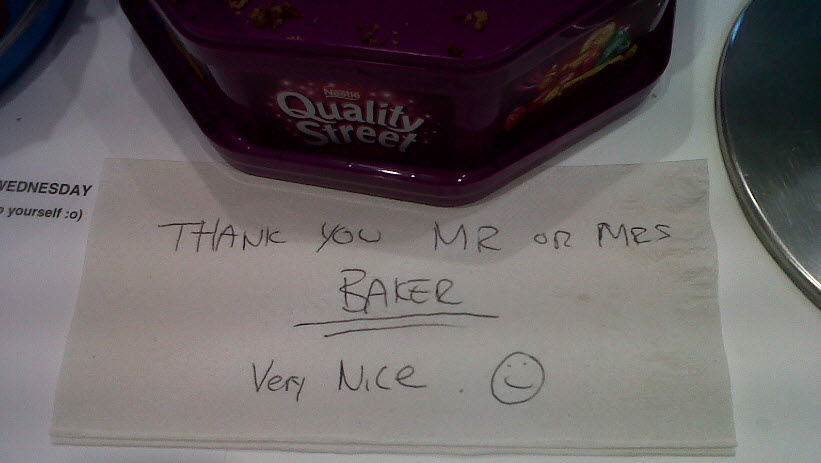 Nestlé
Quality
Street
WEDNESDAY
yourself :o)
THANK YOU MR OR MRS
BAKER
Very Nice .